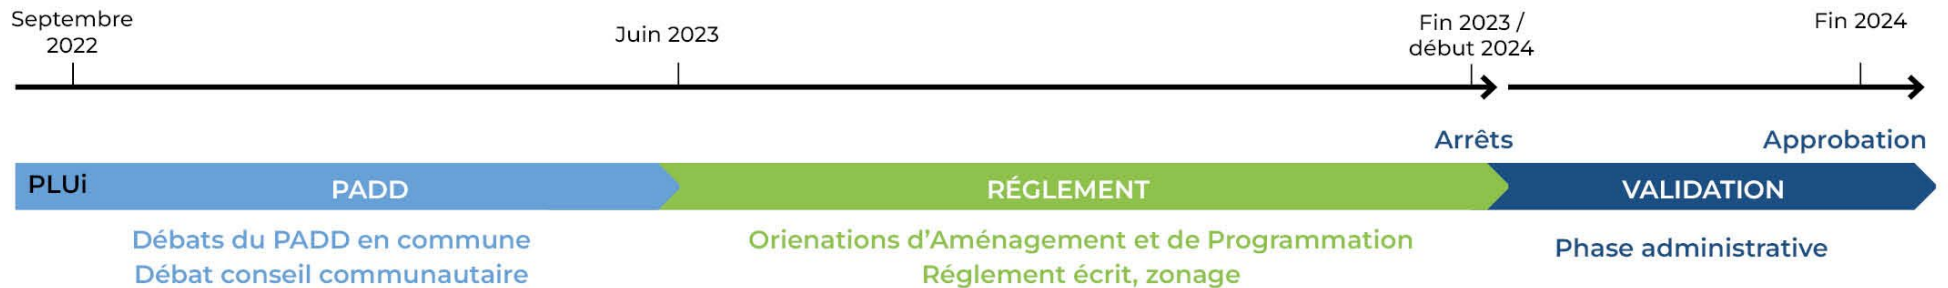 Septembre
2022
Juin 2023
Fin 2023 /
début 2024
Fin 2024
Arrêts
Approbation
PLUi
PADD
RÉGLEMENT
VALIDATION
Débats du PADD en commune
Débat conseil communautaire
Orienations d'Aménagement et de Programmation
Réglement écrit, zonage
Phase administrative